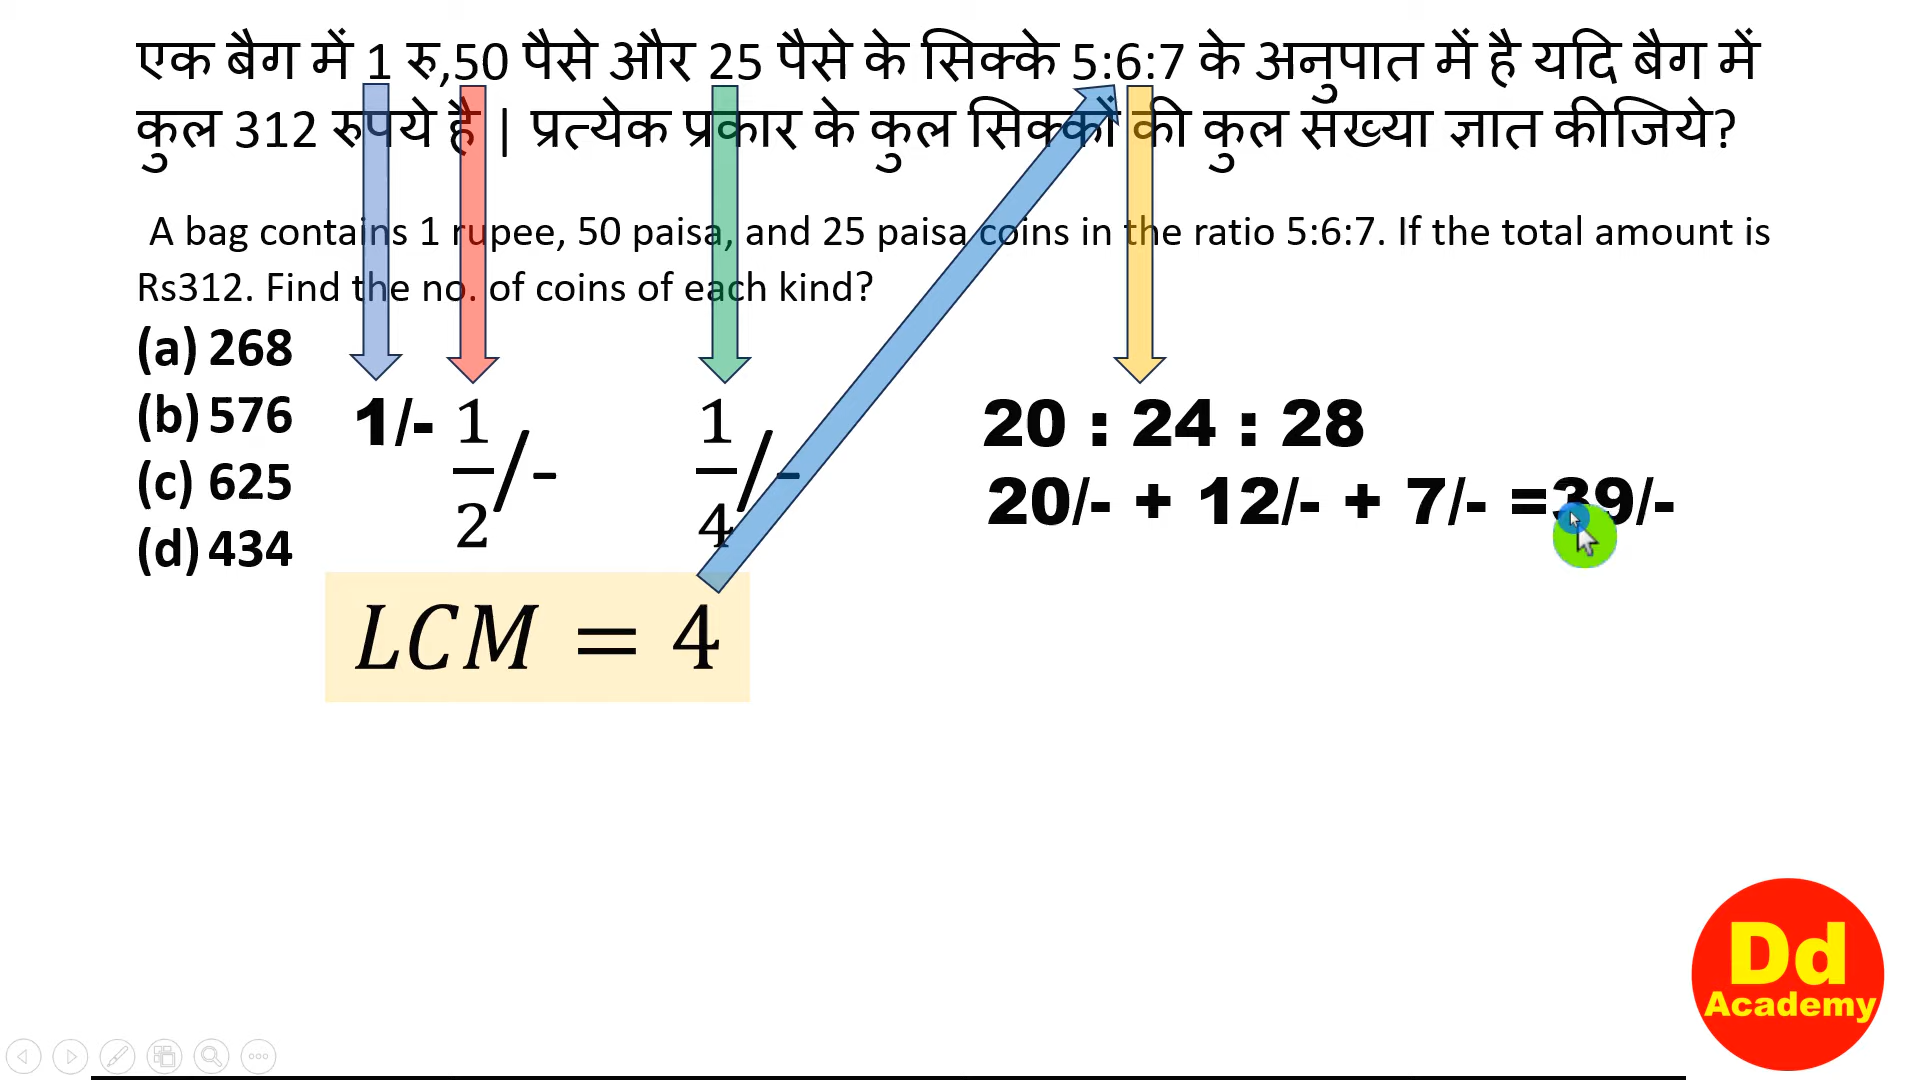 एक बैग में 1 रु,50 पैसे और 25 पैसे के सिक्के 5:6:7 के अनुपात में है यदि बैग में
कुल 312 रुपये है | प्रत्येक प्रकार के कुल सिक्कों की कुल संख्या ज्ञात कीजिये?
A bag contains 1 rupee, 50 paisa, and 25 paisa coins in the ratio 5:6:7. If the total amount is
Rs312. Find the no. of coins of each kind?
(a) 268
(b) 576
(c) 625
(d) 434
1/- 1/2 /- 1/4 /-
20 : 24 : 28
20/- + 12/- + 7/- =39/-
LCM = 4
Dd
Academy